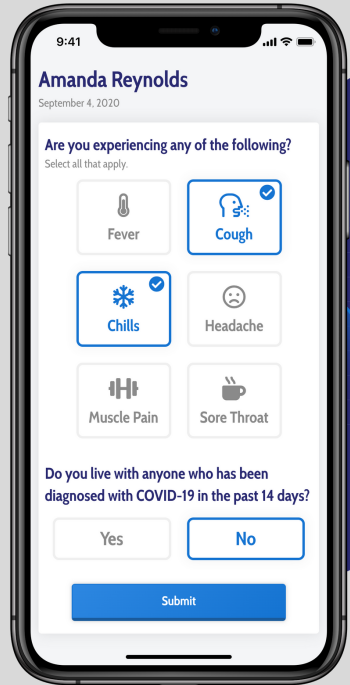 9:41
Amanda Reynolds
September 4, 2020
Are you experiencing any of the following?
Select all that apply.
Fever
Cough
Chills
Headache
Muscle Pain
Sore Throat
Do you live with anyone who has been
diagnosed with COVID-19 in the past 14 days?
Yes
No
Submit